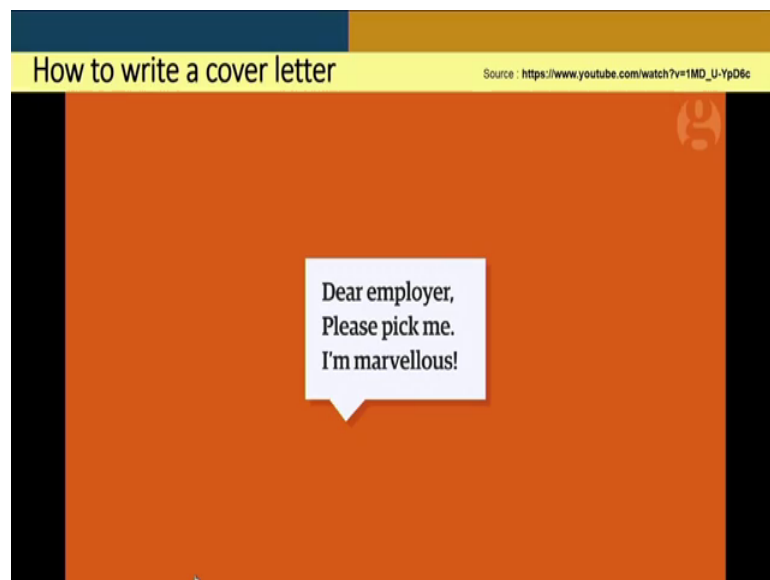 How to write a cover letter
Source : https://www.youtube.com/watch?v=1MD_U-YpD6c
g
Dear employer,
Please pick me.
I'm marvellous!